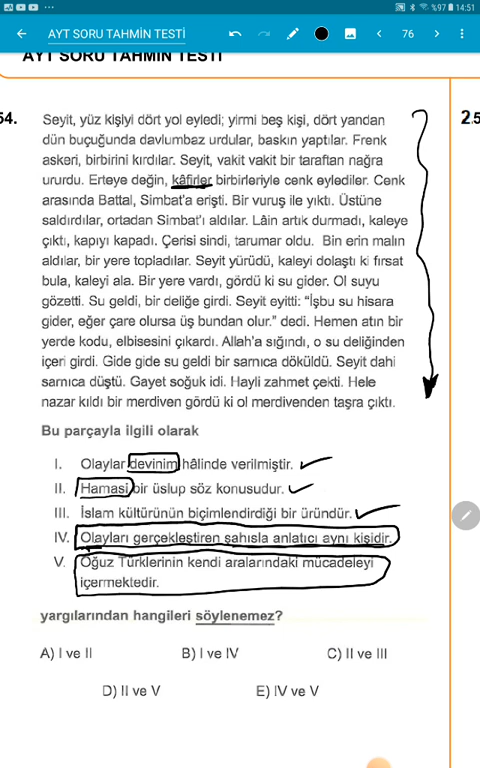 %97 14:51
AYT SORU TAHMİN TESTİ
76
AYT SORU TAHMİN TESTİ
54.
Seyit, yüz kişiyi dört yol eyledi; yirmi beş kişi, dört yandan
dün buçuğunda davlumbaz urdular, baskın yaptılar. Frenk
askeri, birbirini kırdılar. Seyit, vakit vakit bir taraftan nağra
ururdu. Erteye değin, kâfirler birbirleriyle cenk eylediler. Cenk
arasında Battal, Simbat'a erişti. Bir vuruş ile yıktı. Üstüne
saldırdılar, ortadan Simbat'ı aldılar. Lâin artık durmadı, kaleye
çıktı, kapıyı kapadı. Çerisi sindi, tarumar oldu. Bin erin malın
aldılar, bir yere topladılar. Seyit yürüdü, kaleyi dolaştı ki fırsat
bula, kaleyi ala. Bir yere vardı, gördü ki su gider. Ol suyu
gözetti. Su geldi, bir deliğe girdi. Seyit eyitti: “İşbu su hisara
gider, eğer çare olursa üş bundan olur.” dedi. Hemen atın bir
yerde kodu, elbisesini çıkardı. Allah'a sığındı, o su deliğinden
içeri girdi. Gide gide su geldi bir sarnıca döküldü. Seyit dahi
sarnıca düştü. Gayet soğuk idi. Hayli zahmet çekti. Hele
nazar kıldı bir merdiven gördü ki ol merdivenden taşra çıktı.
Bu parçayla ilgili olarak
I. Olaylar devinim hâlinde verilmiştir.
II. Hamasi bir üslup söz konusudur.
III. İslam kültürünün biçimlendirdiği bir üründür.
IV. Olayları gerçekleştiren şahısla anlatıcı aynı kişidir.
V. Oğuz Türklerinin kendi aralarındaki mücadeleyi
içermektedir.
yargılarından hangileri söylenemez?
A) I ve II B) I ve IV C) II ve III
D) II ve V E) IV ve V
25